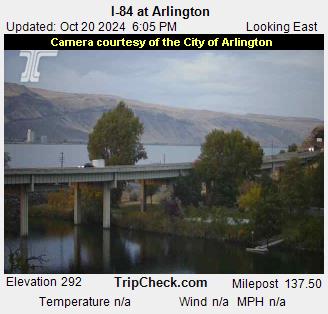 I-84 at Arlington
Updated: Oct 20 2024 6:05 PM Looking East
Camera courtesy of the City of Arlington
Elevation 292 TripCheck.com Milepost 137.50
Temperature n/a Wind n/a MPH n/a